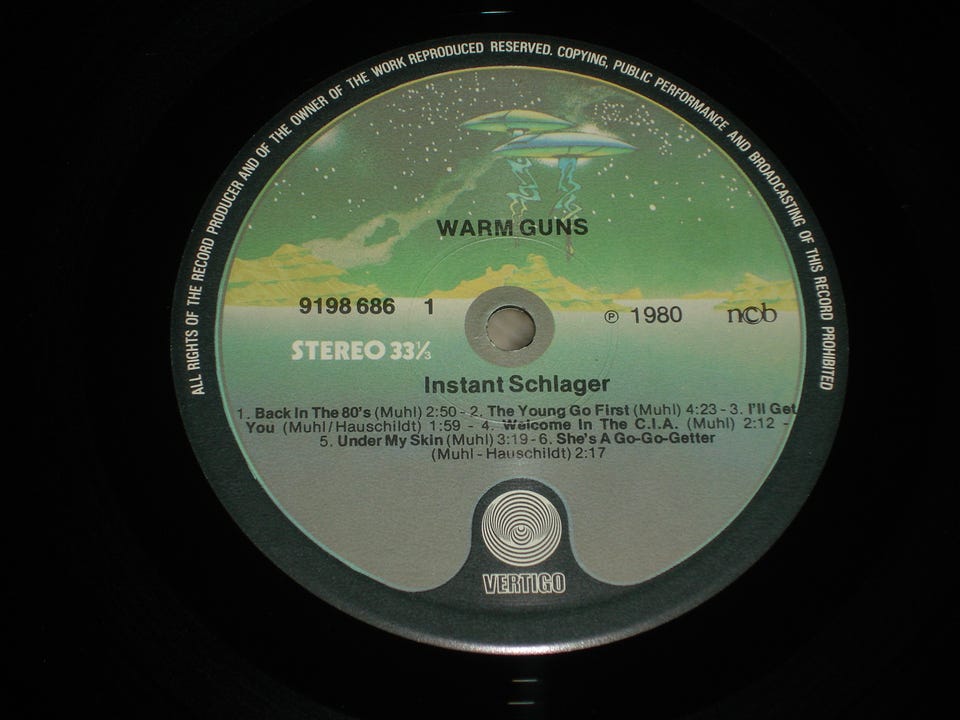 ALL RIGHTS OF THE RECORD PRODUCER AND OF THE OWNER OF THE WORK REPRODUCED RESERVED. COPYING, PUBLIC PERFORMANCE AND BROADCASTING OF THIS RECORD PROHIBITED
WARM GUNS
9198 686 1
℗ 1980 ncb
STEREO 33⅓
Instant Schlager
1. Back In The 80's (Muhl) 2:50 - 2. The Young Go First (Muhl) 4:23 - 3. I'll Get
You (Muhl/Hauschildt) 1:59 - 4. Welcome In The C.I.A. (Muhl) 2:12 -
5. Under My Skin (Muhl) 3:19 - 6. She's A Go-Go-Getter
(Muhl - Hauschildt) 2:17
VERTIGO